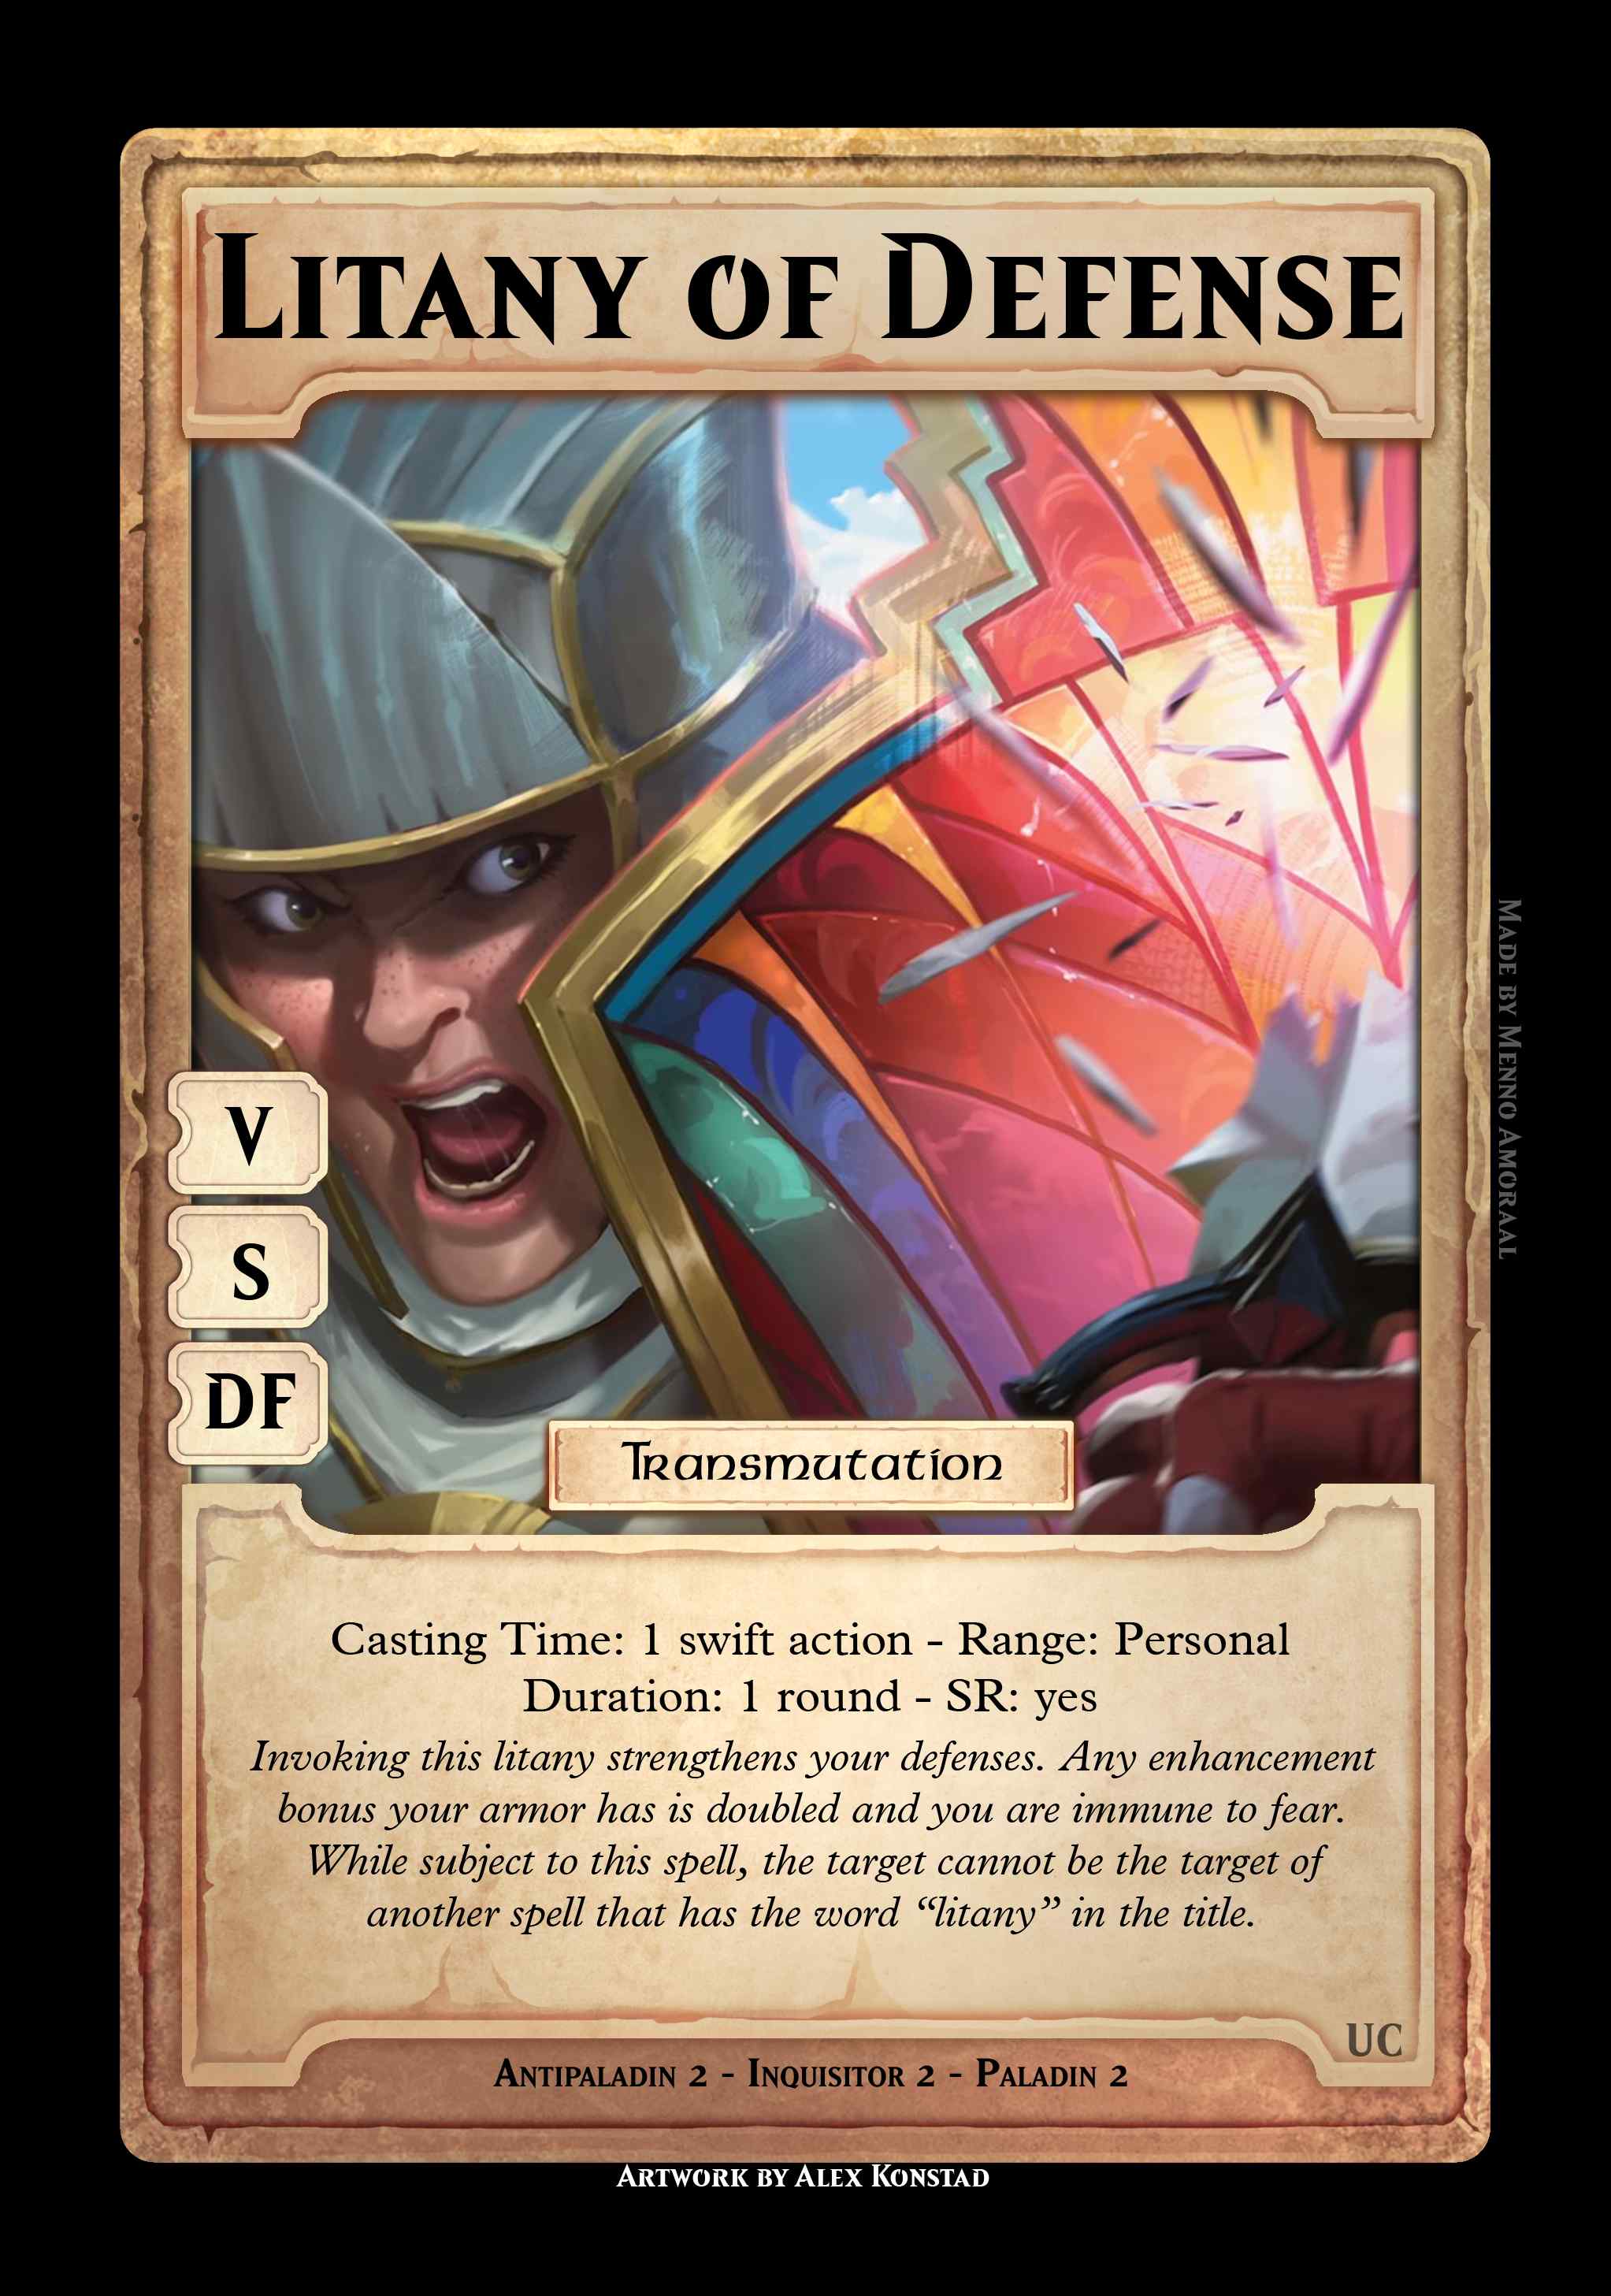 Litany of Defense
V
S
DF
Transmutation
Casting Time: 1 swift action - Range: Personal
Duration: 1 round - SR: yes
Invoking this litany strengthens your defenses. Any enhancement
bonus your armor has is doubled and you are immune to fear.
While subject to this spell, the target cannot be the target of
another spell that has the word “litany” in the title.
UC
Antipaladin 2 - Inquisitor 2 - Paladin 2
Artwork by Alex Konstad
Made by Menno Amoraal